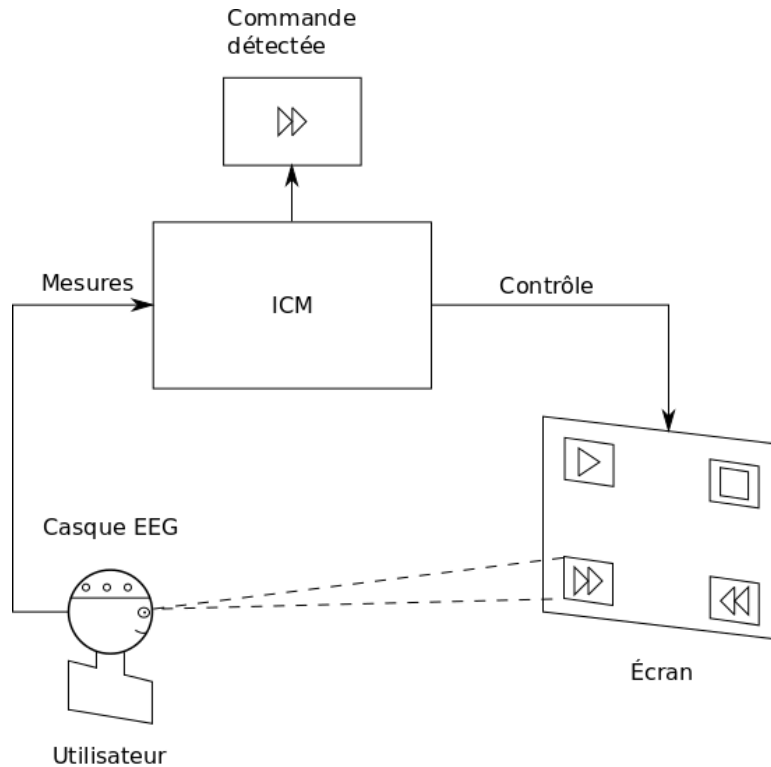 Commande
détectée
Mesures
ICM
Contrôle
Casque EEG
Écran
Utilisateur